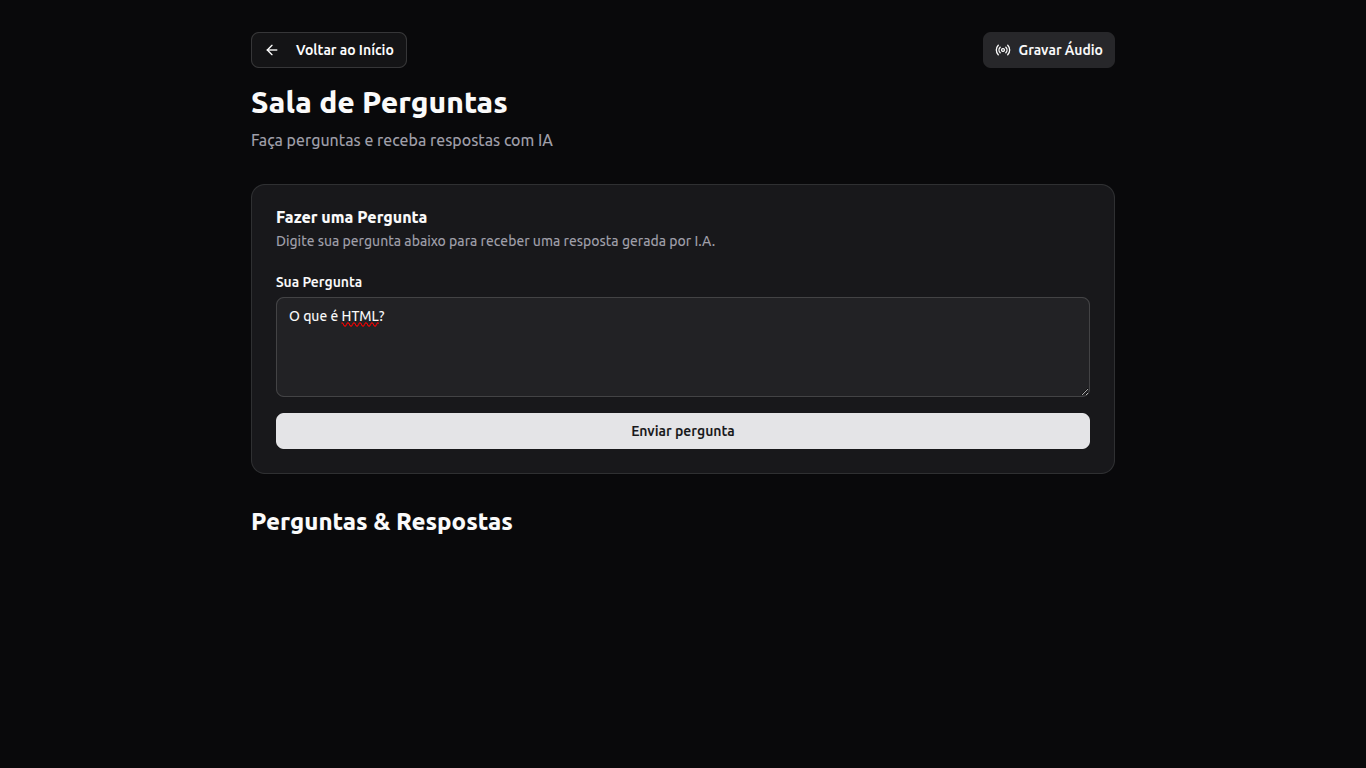 Voltar ao Início
Gravar Áudio
Sala de Perguntas
Faça perguntas e receba respostas com IA
Fazer uma Pergunta
Digite sua pergunta abaixo para receber uma resposta gerada por I.A.
Sua Pergunta
O que é HTML?
Enviar pergunta
Perguntas & Respostas